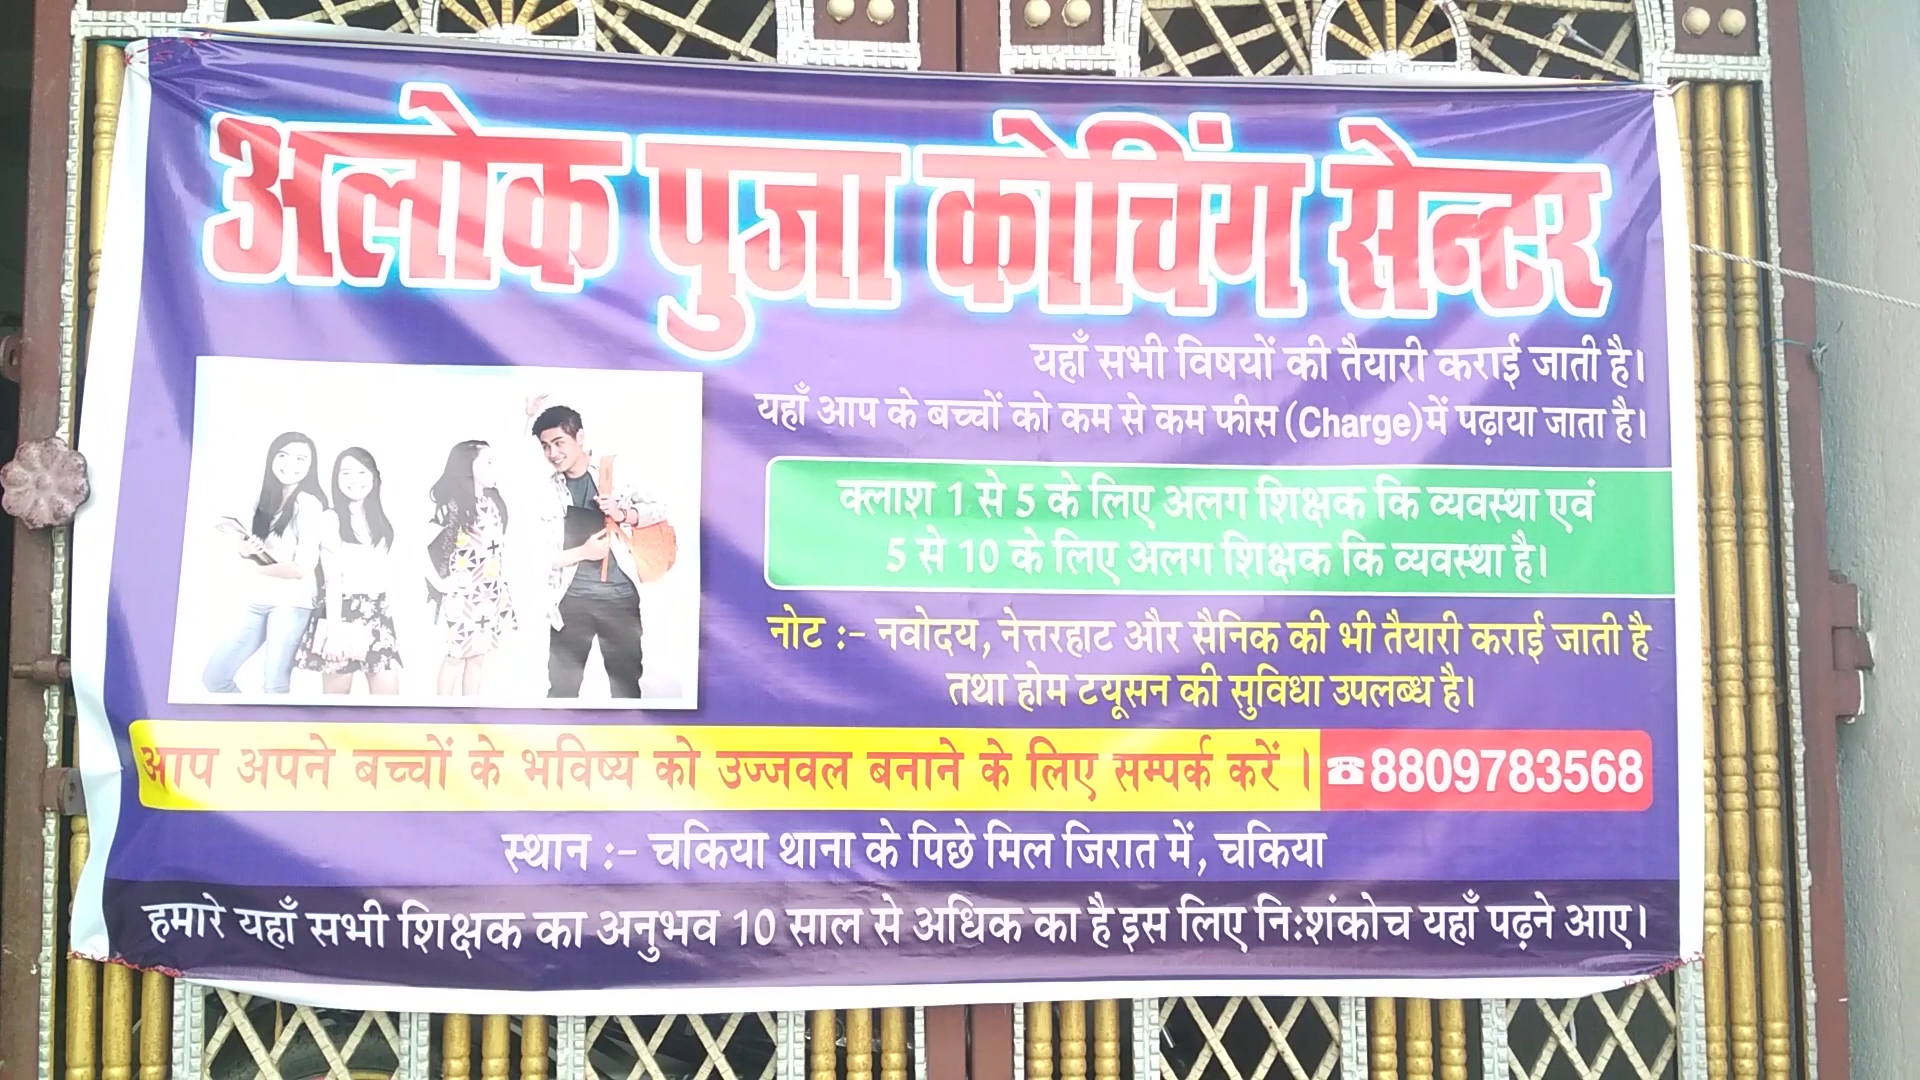 अलोक पुजा कोचिंग सेन्टर
यहाँ सभी विषयों की तैयारी कराई जाती है।
यहाँ आप के बच्चों को कम से कम फीस (Charge) में पढ़ाया जाता है।
क्लाश 1 से 5 के लिए अलग शिक्षक कि व्यवस्था एवं
5 से 10 के लिए अलग शिक्षक कि व्यवस्था है।
नोट :- नवोदय, नेत्तरहाट और सैनिक की भी तैयारी कराई जाती है
तथा होम टयूसन की सुविधा उपलब्ध है।
आप अपने बच्चों के भविष्य को उज्जवल बनाने के लिए सम्पर्क करें । ☎8809783568
स्थान :- चकिया थाना के पिछे मिल जिरात में, चकिया
हमारे यहाँ सभी शिक्षक का अनुभव 10 साल से अधिक का है इस लिए नि:शंकोच यहाँ पढ़ने आए।